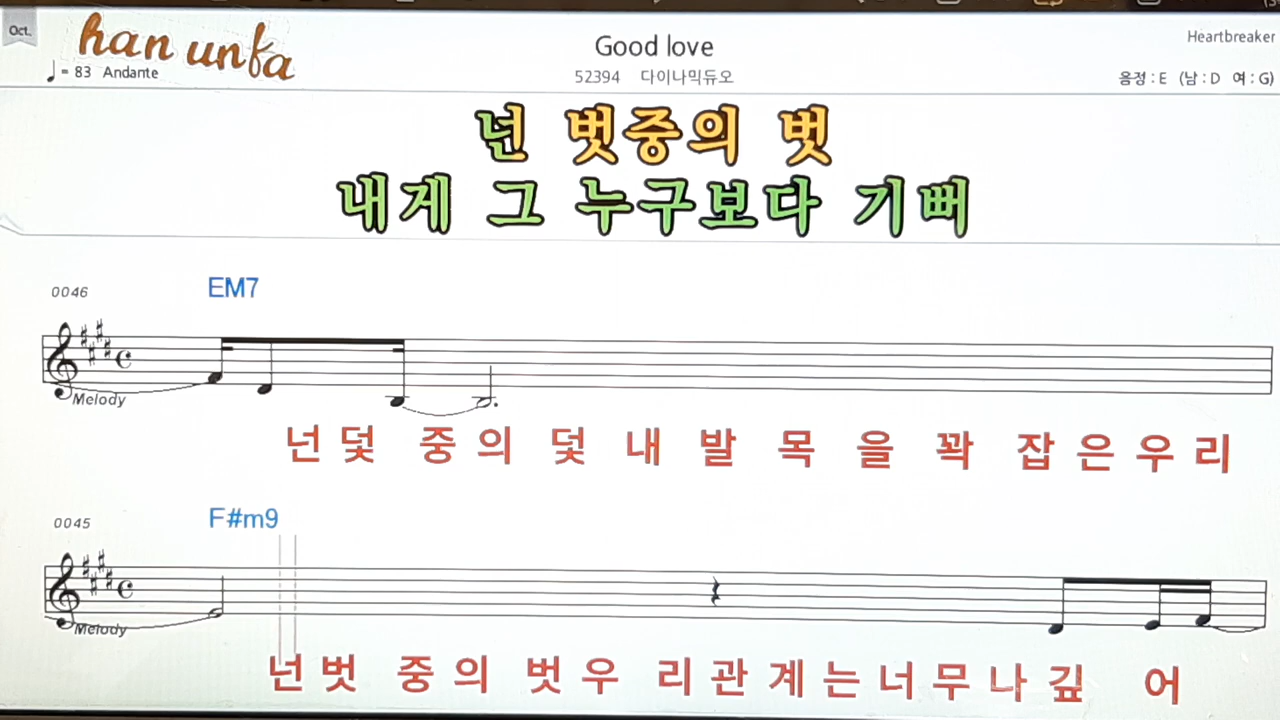 Oct.
han unfa
Good love
Heartbreaker
♩= 83 Andante
52394 다이나믹듀오
음정 : E (남 : D 여 : G)
넌 벗중의 벗
내게 그 누구보다 기뻐
0046
EM7
Melody
넌 덫 중 의 덫 내 발 목 을 꽉 잡 은 우 리
0045
F#m9
Melody
넌 벗 중 의 벗 우 리 관 계 는 너 무 나 깊 어